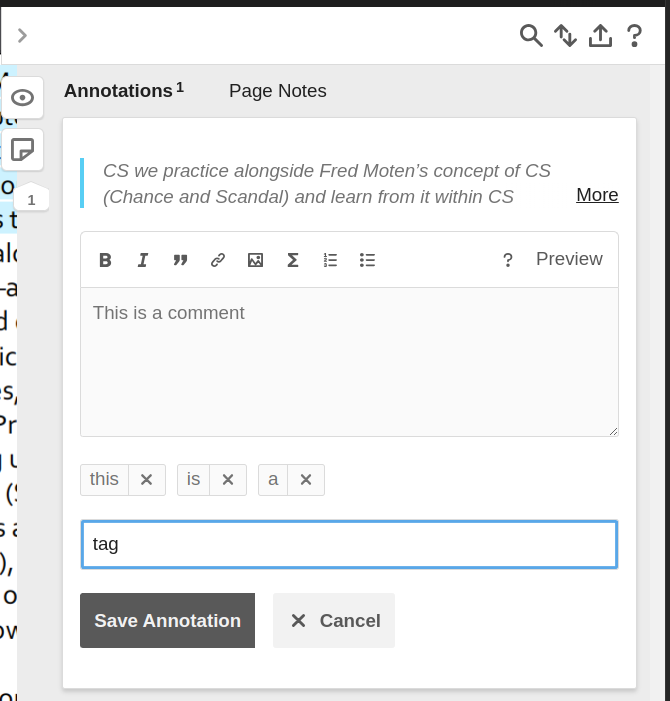 Annotations 1 Page Notes
1
CS we practice alongside Fred Moten’s concept of CS
(Chance and Scandal) and learn from it within CS
More
B I ” Σ ? Preview
This is a comment
this × is × a ×
tag
Save Annotation × Cancel